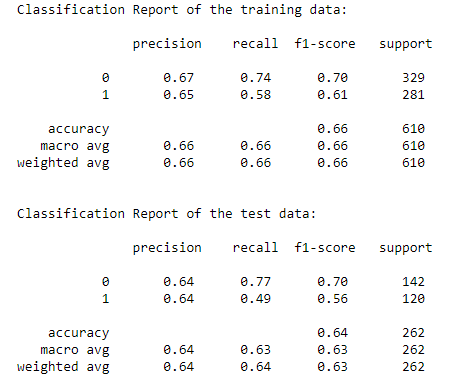 Classification Report of the training data:
precision recall f1-score support
0 0.67 0.74 0.70 329
1 0.65 0.58 0.61 281
accuracy 0.66 610
macro avg 0.66 0.66 0.66 610
weighted avg 0.66 0.66 0.66 610
Classification Report of the test data:
precision recall f1-score support
0 0.64 0.77 0.70 142
1 0.64 0.49 0.56 120
accuracy 0.64 262
macro avg 0.64 0.63 0.63 262
weighted avg 0.64 0.64 0.63 262